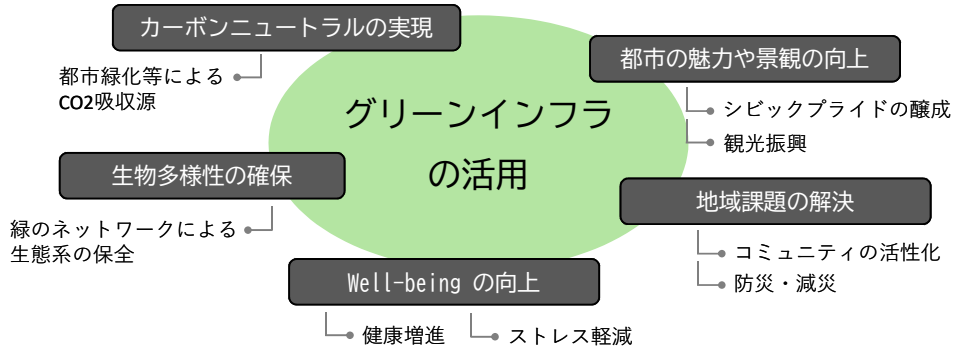 カーボンニュートラルの実現
都市緑化等による
CO2吸収源
都市の魅力や景観の向上
シビックプライドの醸成
観光振興
グリーンインフラ
の活用
生物多様性の確保
緑のネットワークによる
生態系の保全
地域課題の解決
コミュニティの活性化
防災・減災
Well-being の向上
健康増進
ストレス軽減